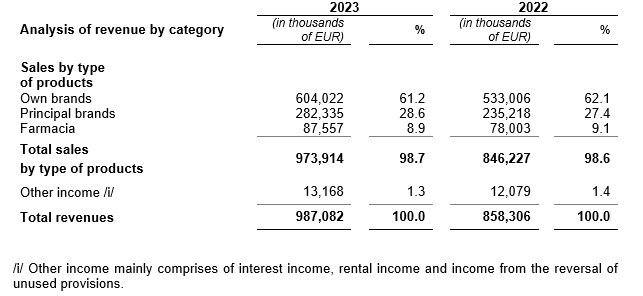 2023 2022
Analysis of revenue by category (in thousands of EUR) % (in thousands of EUR) %
Sales by type
of products
Own brands 604,022 61.2 533,006 62.1
Principal brands 282,335 28.6 235,218 27.4
Farmacia 87,557 8.9 78,003 9.1
Total sales
by type of products 973,914 98.7 846,227 98.6
Other income /i/ 13,168 1.3 12,079 1.4
Total revenues 987,082 100.0 858,306 100.0
/i/ Other income mainly comprises of interest income, rental income and income from the reversal of
unused provisions.